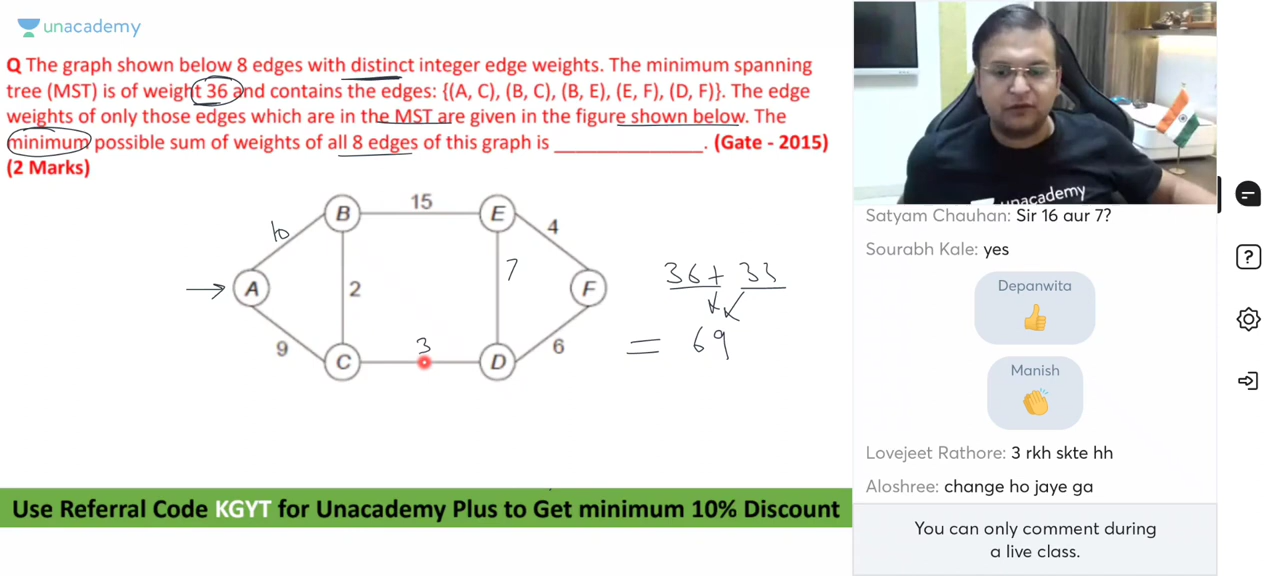 unacademy
Q The graph shown below 8 edges with distinct integer edge weights. The minimum spanning
tree (MST) is of weight 36 and contains the edges: {(A, C), (B, C), (B, E), (E, F), (D, F)}. The edge
weights of only those edges which are in the MST are given in the figure shown below. The
minimum possible sum of weights of all 8 edges of this graph is ________________. (Gate - 2015)
(2 Marks)
15
B
E
10
4
7
A
2
F
36+ 33
9
3
6
= 69
C
D
Use Referral Code KGYT for Unacademy Plus to Get minimum 10% Discount
unacademy
Satyam Chauhan: Sir 16 aur 7?
Sourabh Kale: yes
Depanwita
Manish
Lovejeet Rathore: 3 rkh skte hh
Aloshree: change ho jaye ga
You can only comment during
a live class.